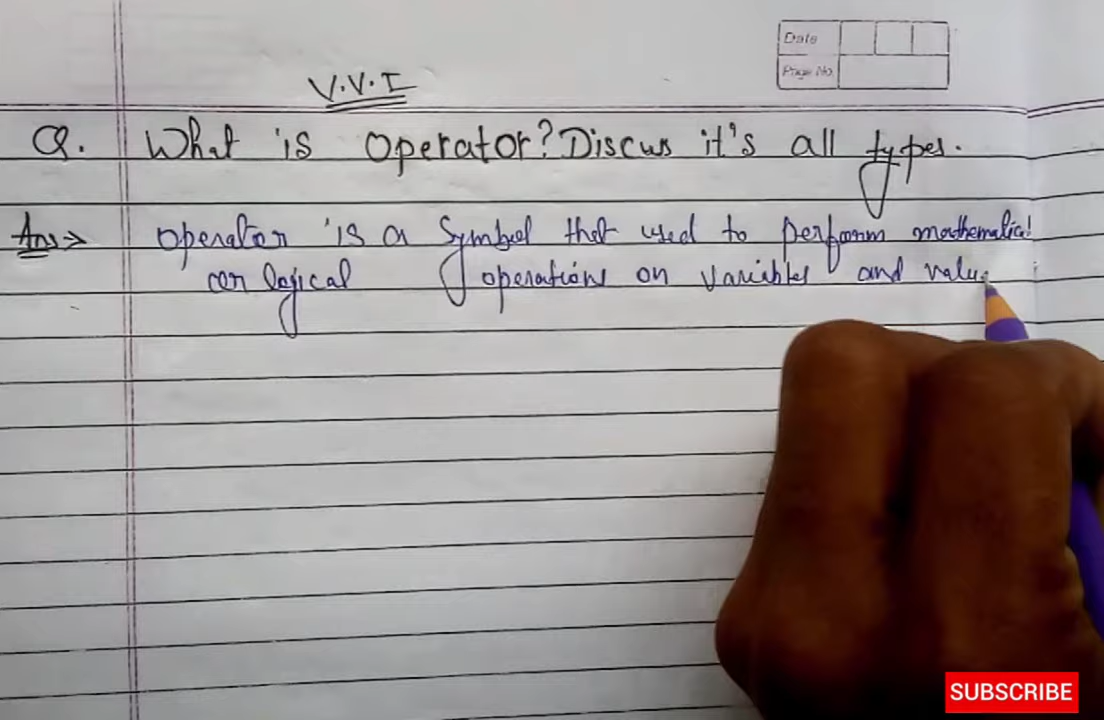 Date
Page No.
V.V.I
Q. What is operator? Discus it's all types.
Ans⇒ operator is a Symbol that used to perform mathematical
or logical operations on variables and value
SUBSCRIBE